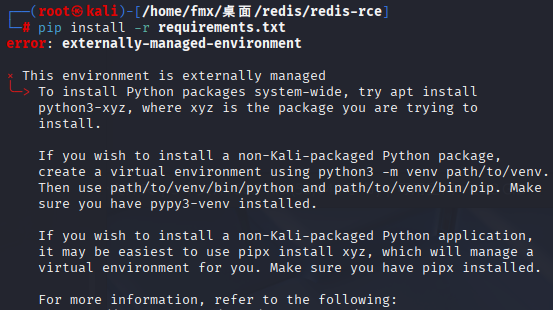 ┌──(root㉿kali)-[/home/fmx/桌面/redis/redis-rce]
└─# pip install -r requirements.txt
error: externally-managed-environment
× This environment is externally managed
╰─> To install Python packages system-wide, try apt install
python3-xyz, where xyz is the package you are trying to
install.
If you wish to install a non-Kali-packaged Python package,
create a virtual environment using python3 -m venv path/to/venv.
Then use path/to/venv/bin/python and path/to/venv/bin/pip. Make
sure you have pypy3-venv installed.
If you wish to install a non-Kali-packaged Python application,
it may be easiest to use pipx install xyz, which will manage a
virtual environment for you. Make sure you have pipx installed.
For more information, refer to the following: